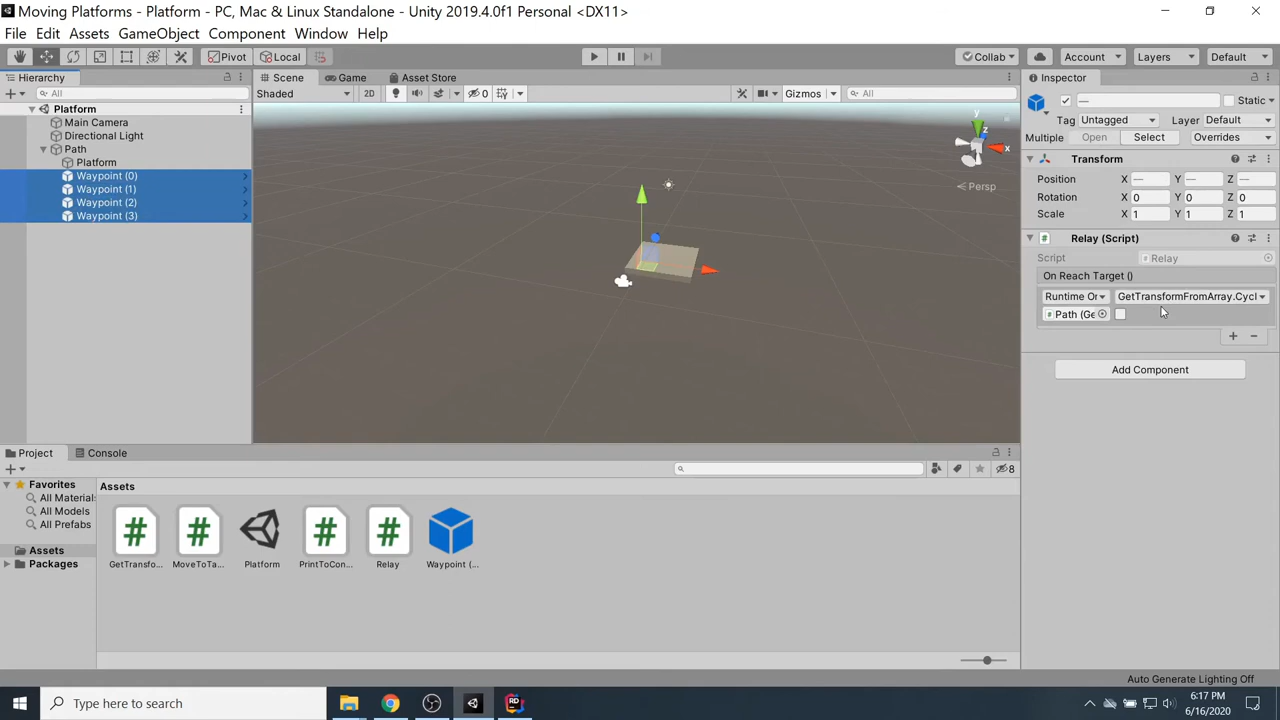 Moving Platforms - Platform - PC, Mac & Linux Standalone - Unity 2019.4.0f1 Personal <DX11>
File Edit Assets GameObject Component Window Help
Pivot Local Collab Account Layers Default
Hierarchy
All
Platform
Main Camera
Directional Light
Path
Platform
Waypoint (0)
Waypoint (1)
Waypoint (2)
Waypoint (3)
Scene Game Asset Store
Shaded 2D 0 Gizmos All
y
z
x
Persp
Inspector
— Static
Tag Untagged Layer Default
Multiple Open Select Overrides
Transform
Position X — Y — Z —
Rotation X 0 Y 0 Z 0
Scale X 1 Y 1 Z 1
Relay (Script)
Script Relay
On Reach Target ()
Runtime Or GetTransformFromArray.Cycl
Path (Ge
Add Component
Project Console
8
Favorites
All Materials
All Models
All Prefabs
Assets
Packages
Assets
GetTransfo... MoveToTa... Platform PrintToCon... Relay Waypoint (...
Auto Generate Lighting Off
Type here to search
6:17 PM
6/16/2020